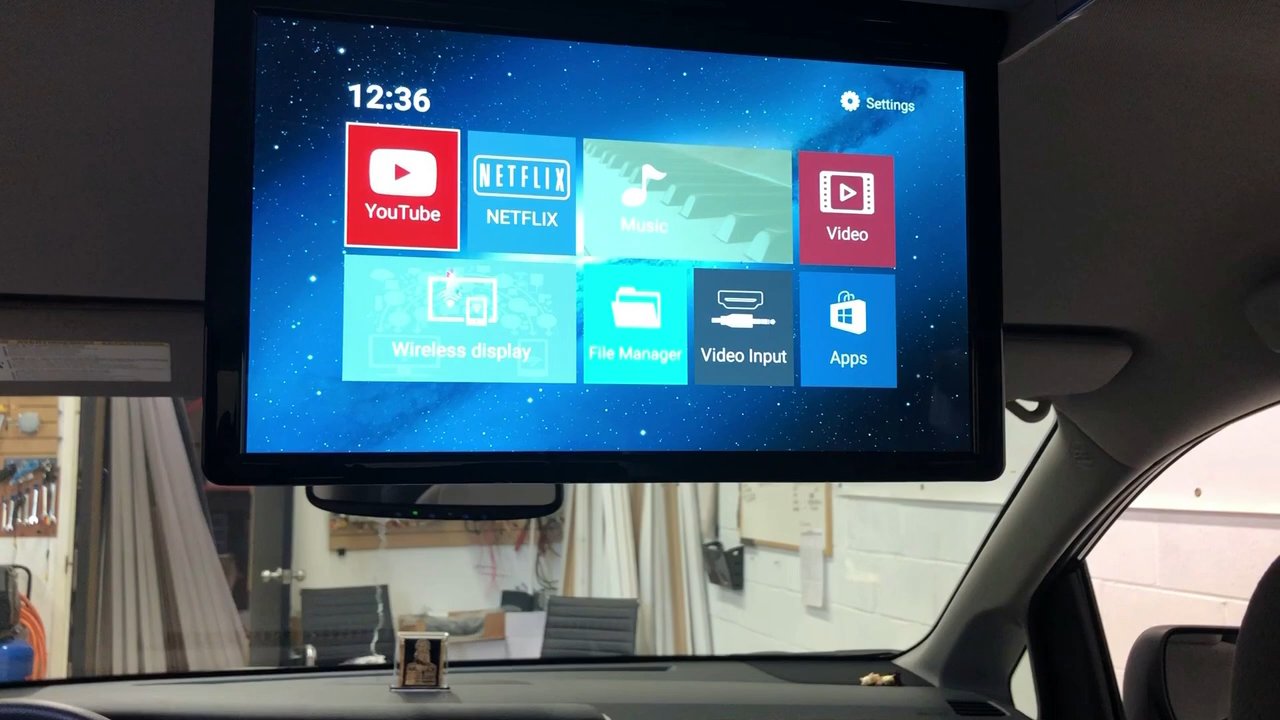 12:36
Settings
YouTube
NETFLIX
NETFLIX
Music
Video
Wireless display
File Manager
Video Input
Apps